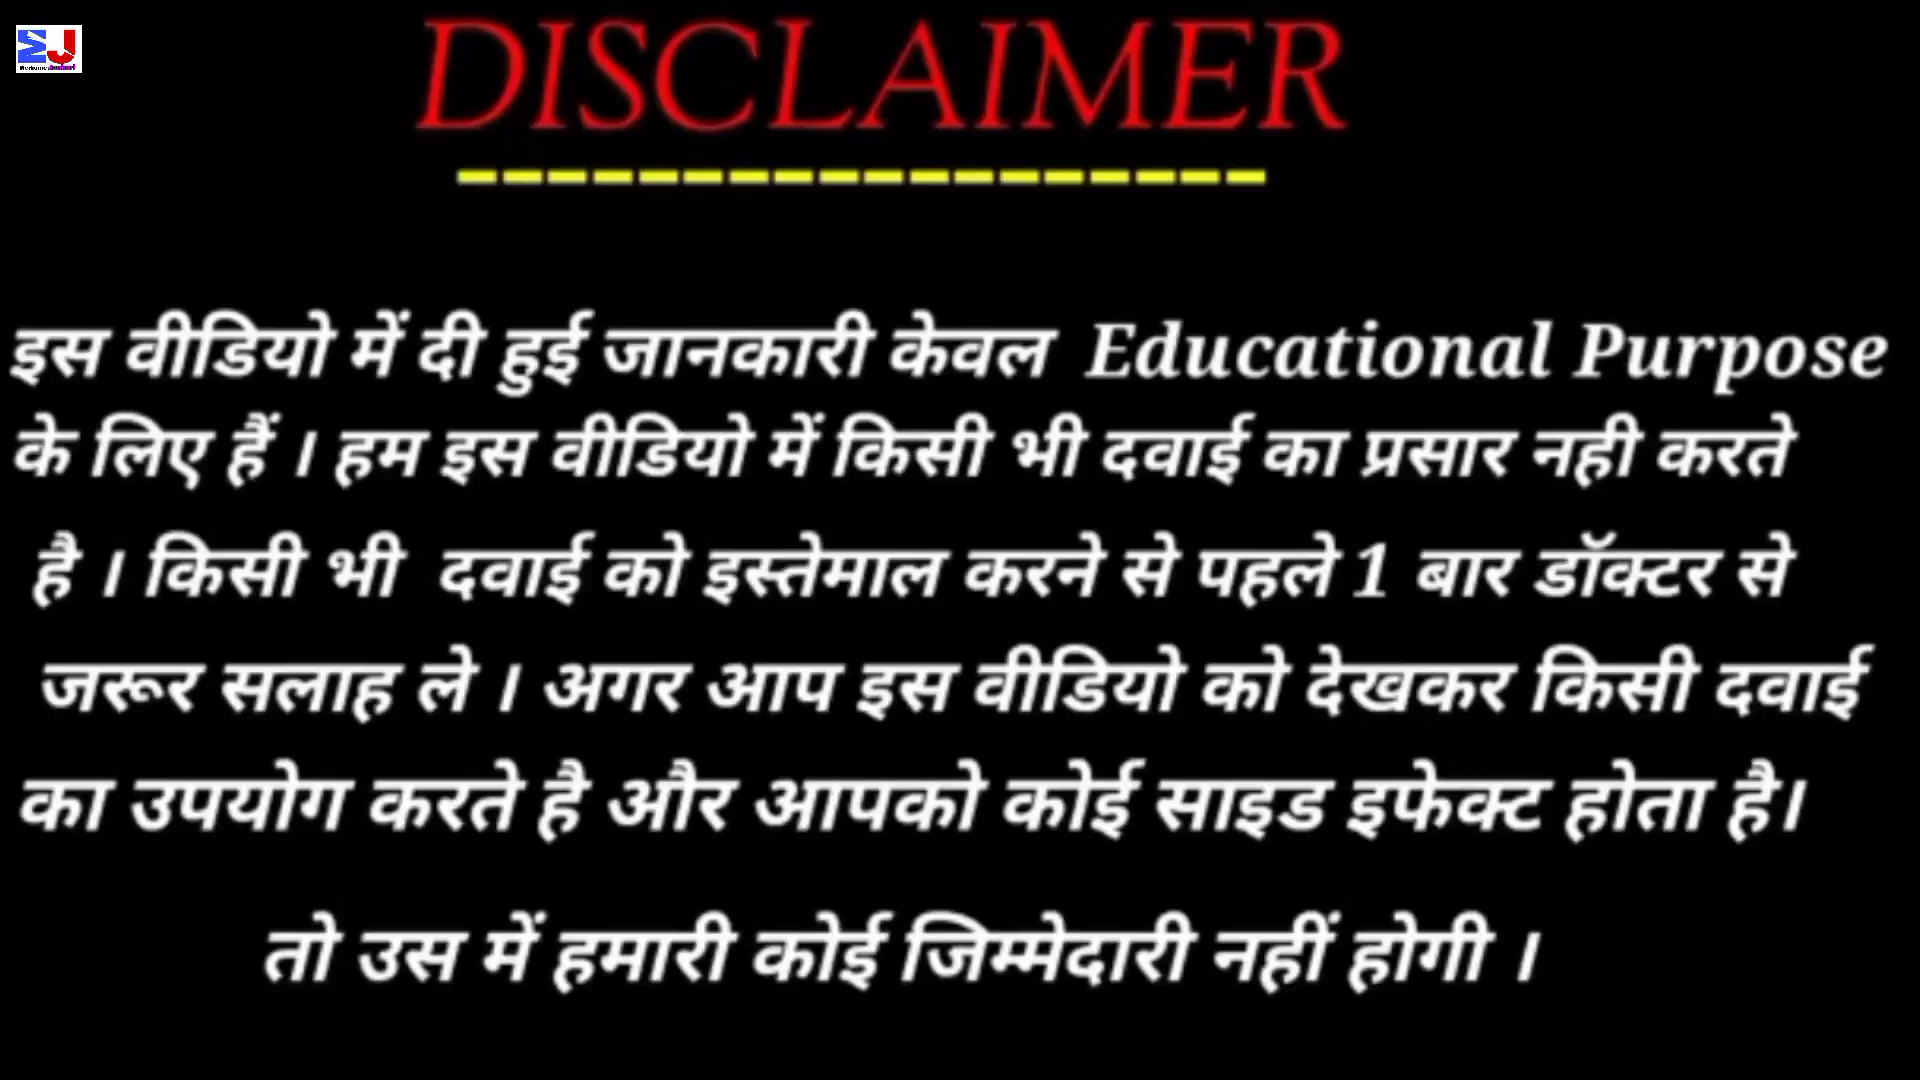 DISCLAIMER
इस वीडियो में दी हुई जानकारी केवल Educational Purpose
के लिए हैं । हम इस वीडियो में किसी भी दवाई का प्रसार नही करते
है । किसी भी दवाई को इस्तेमाल करने से पहले 1 बार डॉक्टर से
जरूर सलाह ले । अगर आप इस वीडियो को देखकर किसी दवाई
का उपयोग करते है और आपको कोई साइड इफेक्ट होता है।
तो उस में हमारी कोई जिम्मेदारी नहीं होगी ।